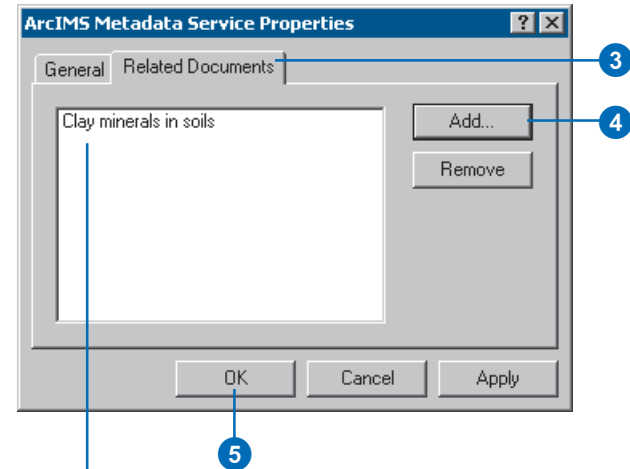 ArcIMS Metadata Service Properties
General Related Documents
3
Clay minerals in soils
Add...
4
Remove
OK Cancel Apply
5